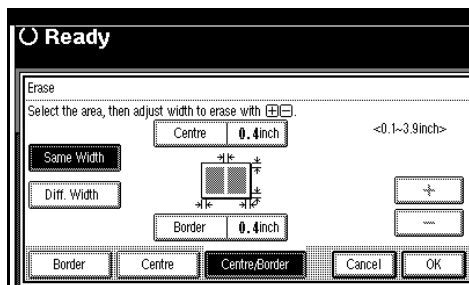 Ready
Erase
Select the area, then adjust width to erase with + −.
Centre 0.4inch
<0.1~3.9inch>
Same Width
Diff. Width
+
−
Border 0.4inch
Border Centre Centre/Border Cancel OK